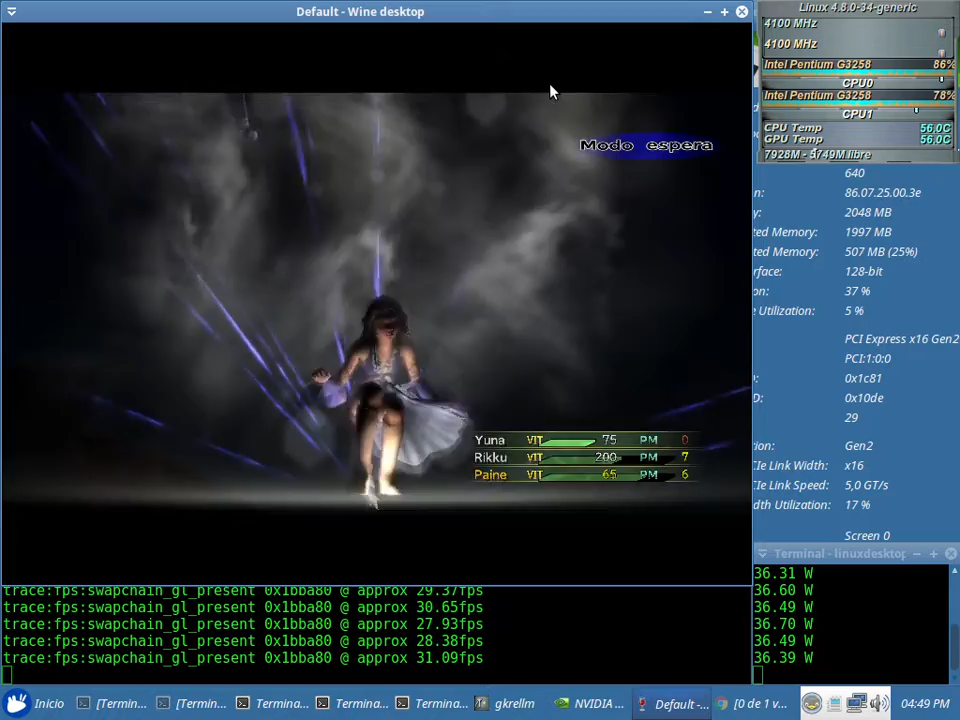 Default - Wine desktop
Modo espera
Yuna VIT 75 PM 0
Rikku VIT 200 PM 7
Paine VIT 65 PM 6
trace:fps:swapchain_gl_present 0x1bba80 @ approx 29.37fps
trace:fps:swapchain_gl_present 0x1bba80 @ approx 30.65fps
trace:fps:swapchain_gl_present 0x1bba80 @ approx 27.93fps
trace:fps:swapchain_gl_present 0x1bba80 @ approx 28.38fps
trace:fps:swapchain_gl_present 0x1bba80 @ approx 31.09fps
Linux 4.8.0-34-generic
4100 MHz
4100 MHz
Intel Pentium G3258 86%
CPU0
Intel Pentium G3258 78%
CPU1
CPU Temp 56.0C
GPU Temp 56.0C
7928M - 5749M libre
640
n: 86.07.25.00.3e
y: 2048 MB
ted Memory: 1997 MB
ted Memory: 507 MB (25%)
rface: 128-bit
on: 37 %
e Utilization: 5 %
PCI Express x16 Gen2
PCI:1:0:0
D: 0x1c81
D: 0x10de
29
tion: Gen2
CIe Link Width: x16
CIe Link Speed: 5,0 GT/s
dth Utilization: 17 %
Screen 0
Terminal - linuxdesktop
36.31 W
36.60 W
36.49 W
36.70 W
36.49 W
36.39 W
Inicio [Termin... [Termin... Termina... Termina... Termina... gkrellm NVIDIA ... Default -... [0 de 1 v... 04:49 PM